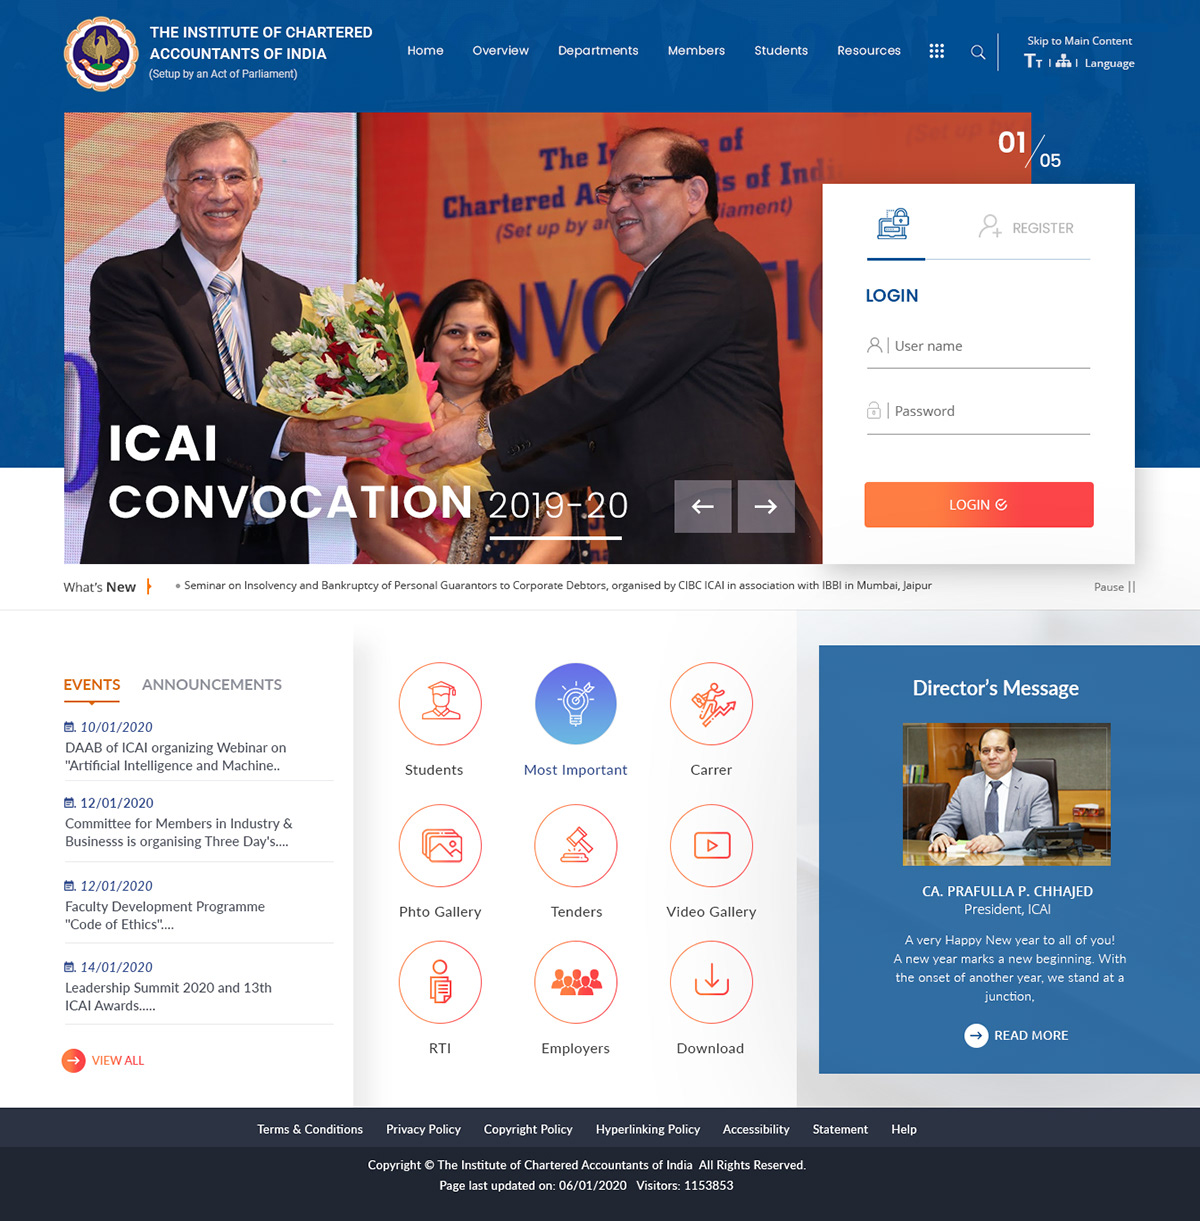 THE INSTITUTE OF CHARTERED
ACCOUNTANTS OF INDIA
(Setup by an Act of Parliament)
Home Overview Departments Members Students Resources
Skip to Main Content
TT | | Language
The I e of
Chartered A s of Indi
(Set up by an liament)
NVO TIO
(Set up
01
05
ICAI
CONVOCATION 2019-20
REGISTER
LOGIN
User name
Password
LOGIN
What's New
• Seminar on Insolvency and Bankruptcy of Personal Guarantors to Corporate Debtors, organised by CIBC ICAI in association with IBBI in Mumbai, Jaipur
Pause ||
EVENTS ANNOUNCEMENTS
10/01/2020
DAAB of ICAI organizing Webinar on
"Artificial Intelligence and Machine..
12/01/2020
Committee for Members in Industry &
Businesss is organising Three Day's....
12/01/2020
Faculty Development Programme
"Code of Ethics"....
14/01/2020
Leadership Summit 2020 and 13th
ICAI Awards.....
VIEW ALL
Students
Most Important
Carrer
Phto Gallery
Tenders
Video Gallery
RTI
Employers
Download
Director's Message
CA. PRAFULLA P. CHHAJED
President, ICAI
A very Happy New year to all of you!
A new year marks a new beginning. With
the onset of another year, we stand at a
junction,
READ MORE
Terms & Conditions Privacy Policy Copyright Policy Hyperlinking Policy Accessibility Statement Help
Copyright © The Institute of Chartered Accountants of India All Rights Reserved.
Page last updated on: 06/01/2020 Visitors: 1153853